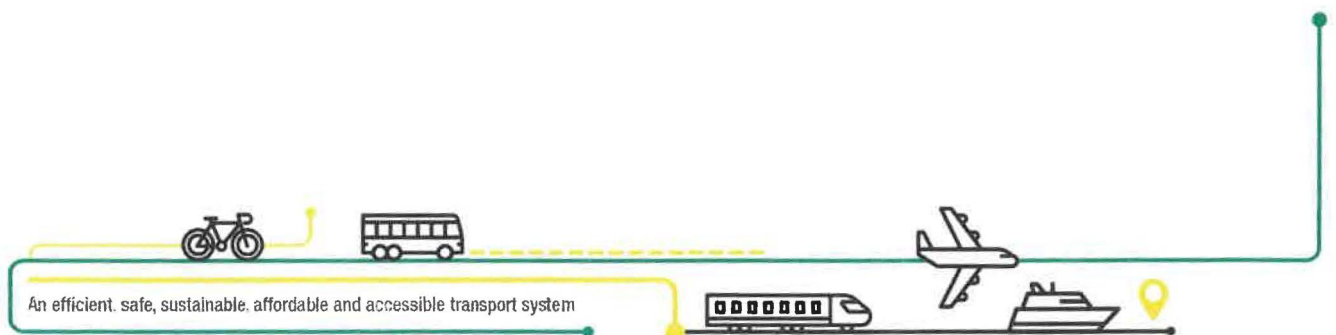 An efficient, safe, sustainable, affordable and accessible transport system